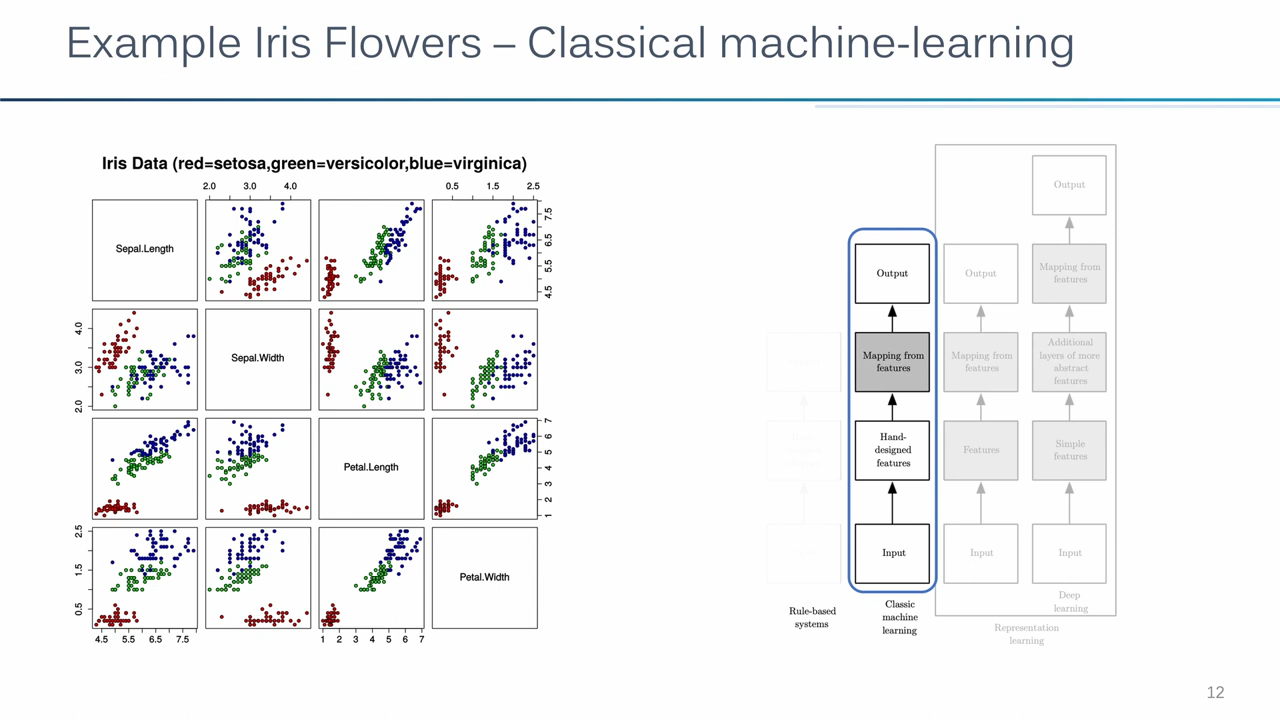 Example Iris Flowers – Classical machine-learning
Iris Data (red=setosa,green=versicolor,blue=virginica)
2.0 3.0 4.0
0.5 1.5 2.5
Sepal.Length
4.5 5.5 6.5 7.5
2.0 3.0 4.0
Sepal.Width
Petal.Length
1 2 3 4 5 6 7
0.5 1.5 2.5
Petal.Width
4.5 5.5 6.5 7.5
1 2 3 4 5 6 7
Rule-based
systems
Output
Mapping from
features
Hand-
designed
features
Input
Classic
machine
learning
Output
Mapping from
features
Features
Input
Output
Mapping from
features
Additional
layers of more
abstract
features
Simple
features
Input
Deep
learning
Representation
learning
12